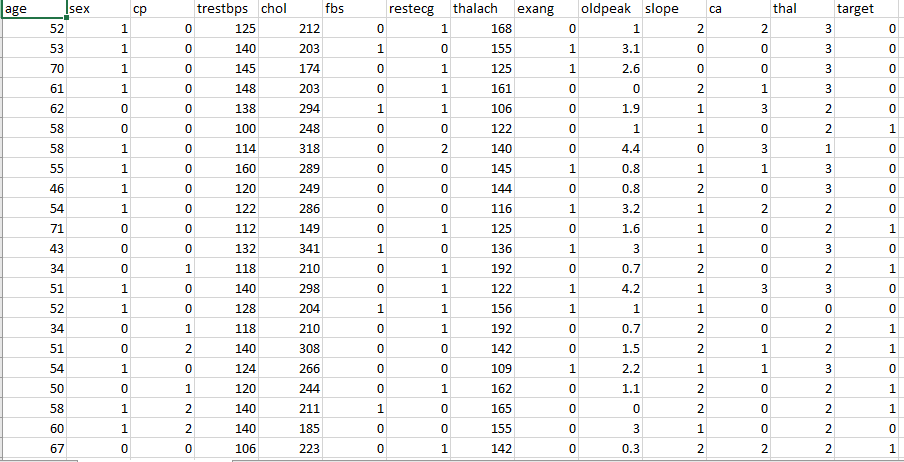 age sex cp trestbps chol fbs restecg thalach exang oldpeak slope ca thal target
52 1 0 125 212 0 1 168 0 1 2 2 3 0
53 1 0 140 203 1 0 155 1 3.1 0 0 3 0
70 1 0 145 174 0 1 125 1 2.6 0 0 3 0
61 1 0 148 203 0 1 161 0 0 2 1 3 0
62 0 0 138 294 1 1 106 0 1.9 1 3 2 0
58 0 0 100 248 0 0 122 0 1 1 0 2 1
58 1 0 114 318 0 2 140 0 4.4 0 3 1 0
55 1 0 160 289 0 0 145 1 0.8 1 1 3 0
46 1 0 120 249 0 0 144 0 0.8 2 0 3 0
54 1 0 122 286 0 0 116 1 3.2 1 2 2 0
71 0 0 112 149 0 1 125 0 1.6 1 0 2 1
43 0 0 132 341 1 0 136 1 3 1 0 3 0
34 0 1 118 210 0 1 192 0 0.7 2 0 2 1
51 1 0 140 298 0 1 122 1 4.2 1 3 3 0
52 1 0 128 204 1 1 156 1 1 1 0 0 0
34 0 1 118 210 0 1 192 0 0.7 2 0 2 1
51 0 2 140 308 0 0 142 0 1.5 2 1 2 1
54 1 0 124 266 0 0 109 1 2.2 1 1 3 0
50 0 1 120 244 0 1 162 0 1.1 2 0 2 1
58 1 2 140 211 1 0 165 0 0 2 0 2 1
60 1 2 140 185 0 0 155 0 3 1 0 2 0
67 0 0 106 223 0 1 142 0 0.3 2 2 2 1